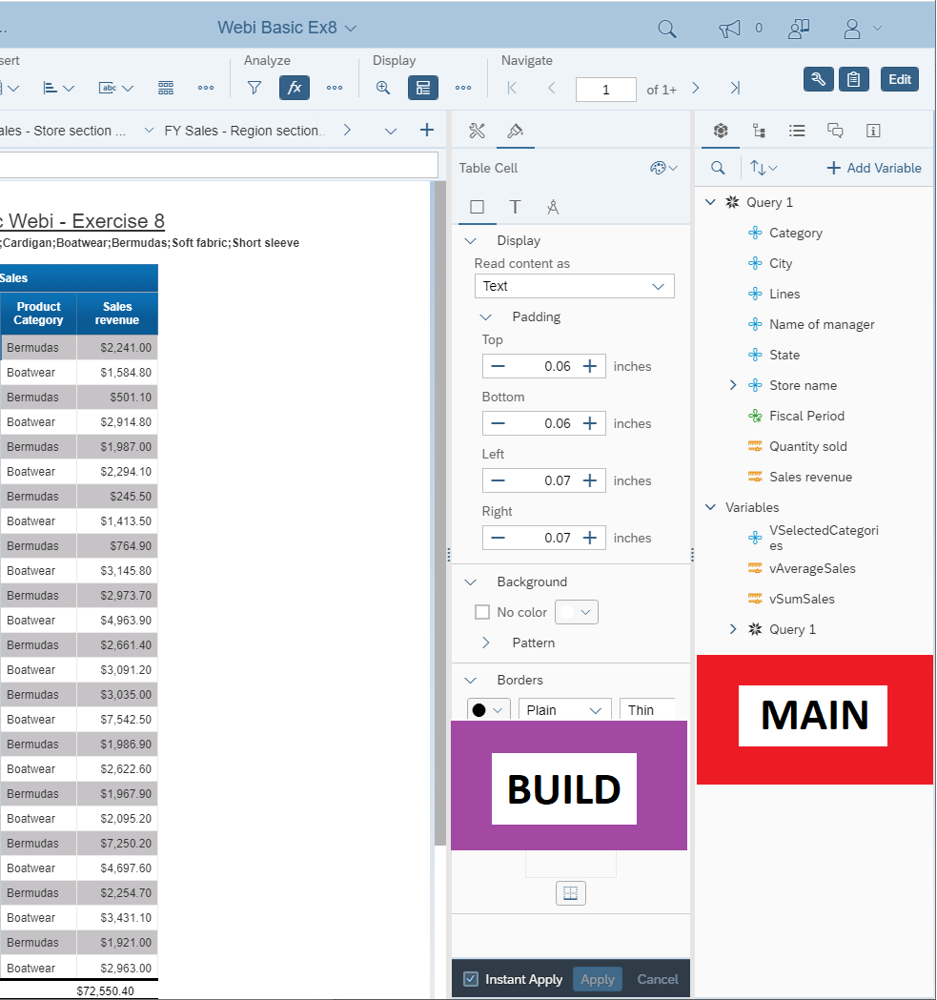 Webi Basic Ex8
0
sert
Analyze
Display
Navigate
abc
fx
1
of 1+
Edit
ales - Store section ...
FY Sales - Region section..
Table Cell
Add Variable
c Webi - Exercise 8
;Cardigan;Boatwear;Bermudas;Soft fabric;Short sleeve
Sales
Product Category Sales revenue
Bermudas $2,241.00
Boatwear $1,584.80
Bermudas $501.10
Boatwear $2,914.80
Bermudas $1,987.00
Boatwear $2,294.10
Bermudas $245.50
Boatwear $1,413.50
Bermudas $764.90
Boatwear $3,145.80
Bermudas $2,973.70
Boatwear $4,963.90
Bermudas $2,661.40
Boatwear $3,091.20
Bermudas $3,035.00
Boatwear $7,542.50
Bermudas $1,986.90
Boatwear $2,622.60
Bermudas $1,967.90
Boatwear $2,095.20
Bermudas $7,250.20
Boatwear $4,697.60
Bermudas $2,254.70
Boatwear $3,431.10
Bermudas $1,921.00
Boatwear $2,963.00
$72,550.40
T
Display
Read content as
Text
Padding
Top
0.06 inches
Bottom
0.06 inches
Left
0.07 inches
Right
0.07 inches
Background
No color
Pattern
Borders
Plain
Thin
BUILD
Instant Apply
Apply
Cancel
Query 1
Category
City
Lines
Name of manager
State
Store name
Fiscal Period
Quantity sold
Sales revenue
Variables
VSelectedCategori
es
vAverageSales
vSumSales
Query 1
MAIN